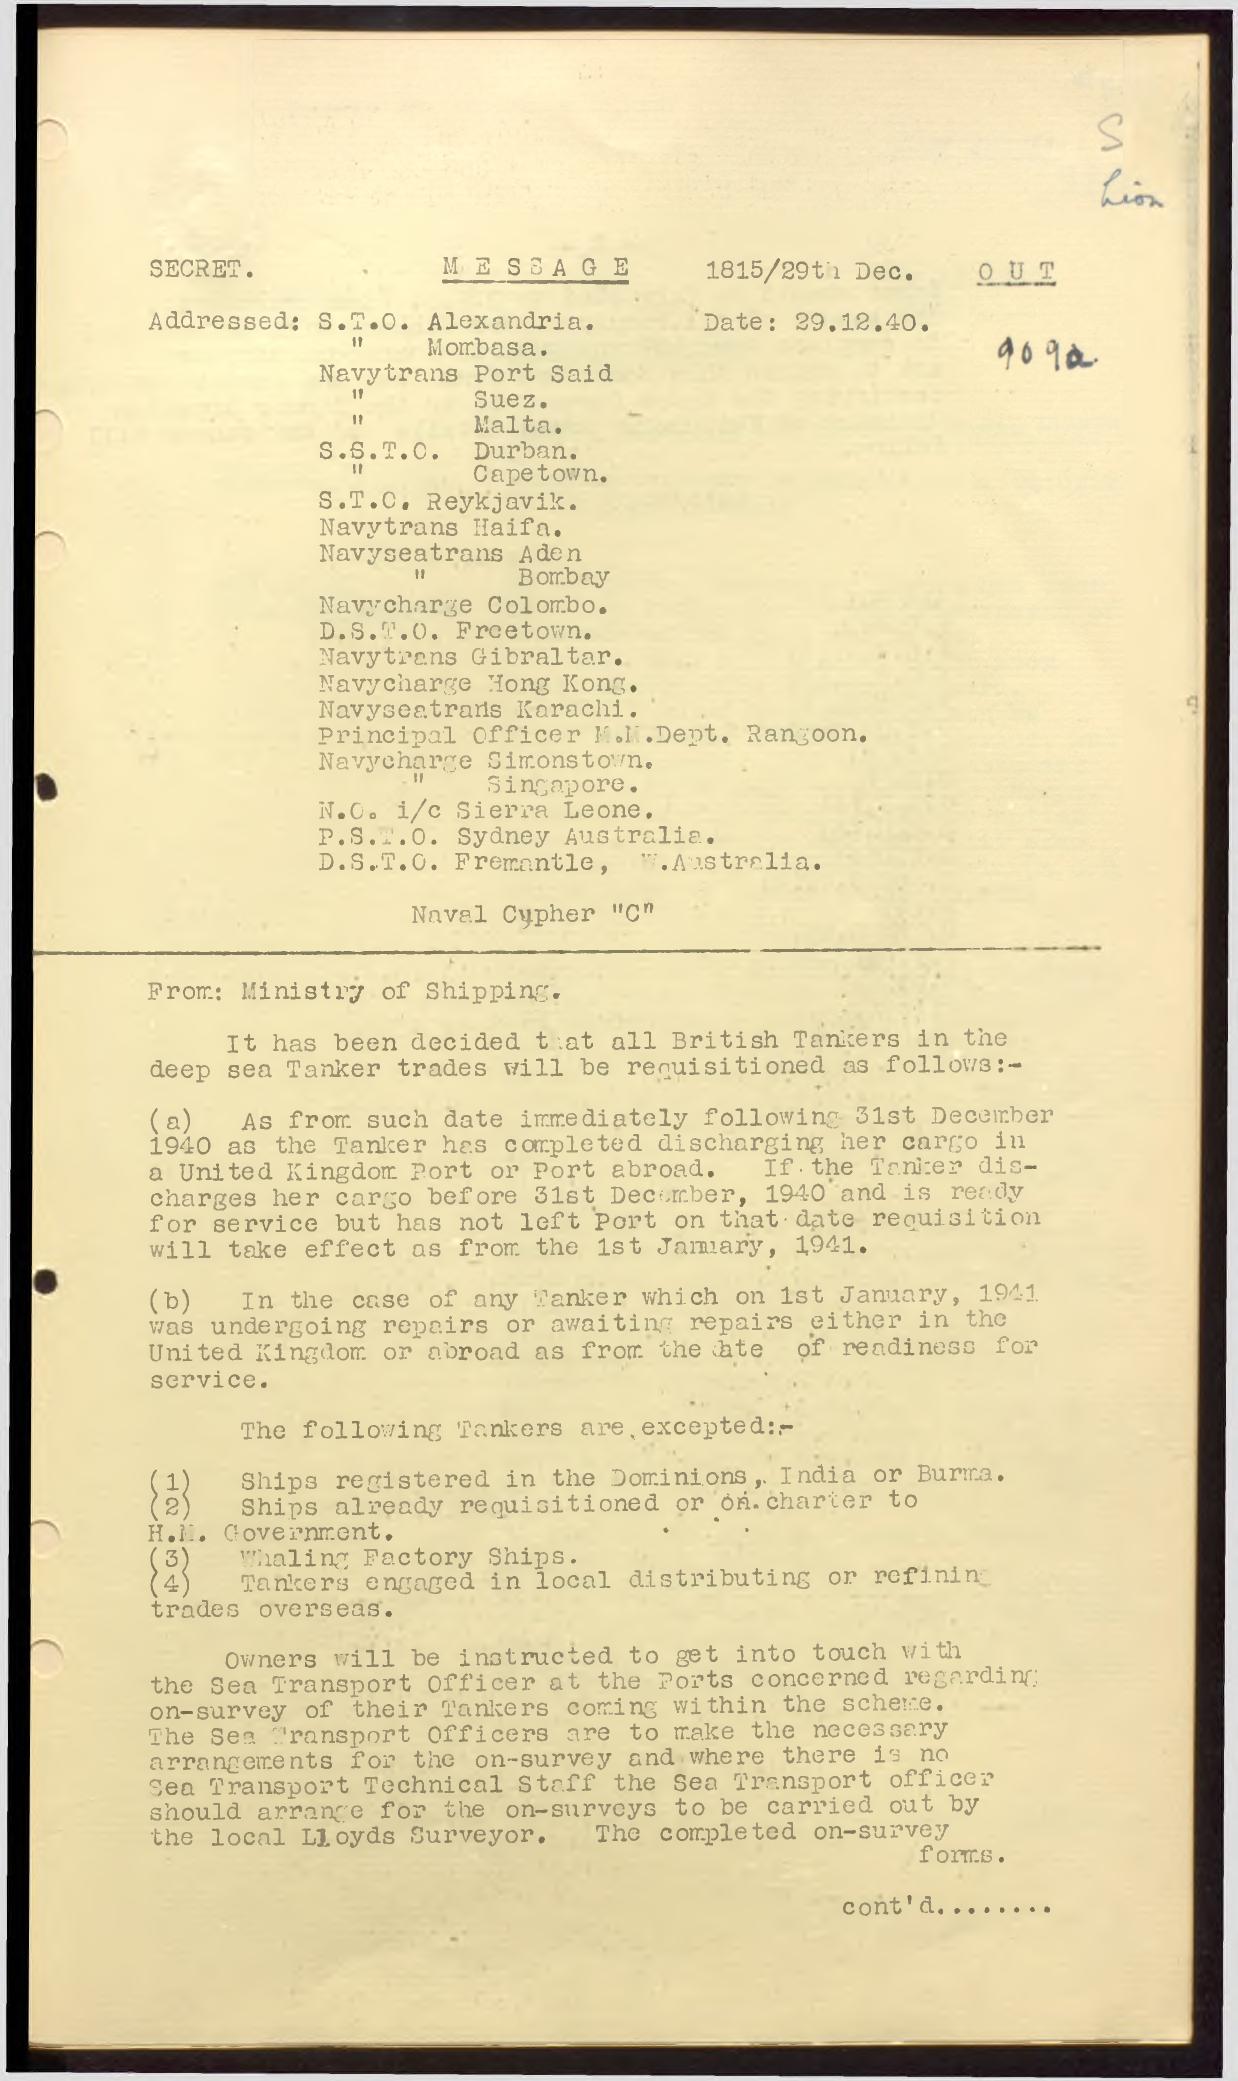 S
Lion
SECRET. M E S S A G E 1815/29th Dec. O U T
Addressed: S.T.O. Alexandria. Date: 29.12.40.
" Mombasa.
909a.
Navytrans Port Said
" Suez.
" Malta.
S.S.T.O. Durban.
" Capetown.
S.T.O. Reykjavik.
Navytrans Haifa.
Navyseatrans Aden
" Bombay
Navycharge Colombo.
D.S.T.O. Freetown.
Navytrans Gibraltar.
Navycharge Hong Kong.
Navyseatrans Karachi.
Principal Officer M.M.Dept. Rangoon.
Navycharge Simonstown.
" Singapore.
N.O. i/c Sierra Leone.
P.S.T.O. Sydney Australia.
D.S.T.O. Fremantle, W.Australia.
Naval Cypher "C"
From: Ministry of Shipping.
It has been decided that all British Tankers in the
deep sea Tanker trades will be requisitioned as follows:-
(a) As from such date immediately following 31st December
1940 as the Tanker has completed discharging her cargo in
a United Kingdom Port or Port abroad. If the Tanker dis-
charges her cargo before 31st December, 1940 and is ready
for service but has not left Port on that date requisition
will take effect as from the 1st January, 1941.
(b) In the case of any Tanker which on 1st January, 1941
was undergoing repairs or awaiting repairs either in the
United Kingdom or abroad as from the date of readiness for
service.
The following Tankers are excepted:-
(1) Ships registered in the Dominions, India or Burma.
(2) Ships already requisitioned or on charter to
H.M. Government.
(3) Whaling Factory Ships.
(4) Tankers engaged in local distributing or refining
trades overseas.
Owners will be instructed to get into touch with
the Sea Transport Officer at the Ports concerned regarding
on-survey of their Tankers coming within the scheme.
The Sea Transport Officers are to make the necessary
arrangements for the on-survey and where there is no
Sea Transport Technical Staff the Sea Transport officer
should arrange for the on-surveys to be carried out by
the local Lloyds Surveyor. The completed on-survey
forms.
cont'd........